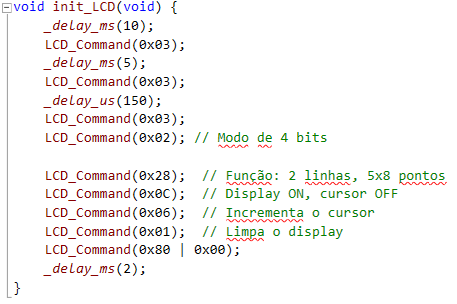 void init_LCD(void) {
    _delay_ms(10);
    LCD_Command(0x03);
    _delay_ms(5);
    LCD_Command(0x03);
    _delay_us(150);
    LCD_Command(0x03);
    LCD_Command(0x02); // Modo de 4 bits

    LCD_Command(0x28);  // Função: 2 linhas, 5x8 pontos
    LCD_Command(0x0C);  // Display ON, cursor OFF
    LCD_Command(0x06);  // Incrementa o cursor
    LCD_Command(0x01);  // Limpa o display
    LCD_Command(0x80 | 0x00);
    _delay_ms(2);
}